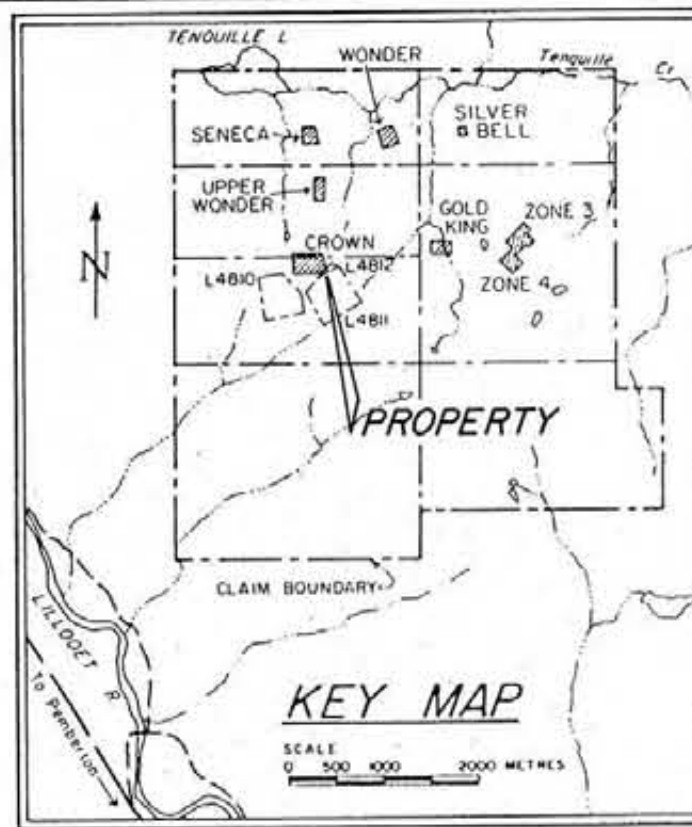 TENQUILLE L
WONDER
Tenquille
Cr
SENECA
SILVER
BELL
UPPER
WONDER
GOLD
KING
ZONE 3
CROWN
L4810
L4812
ZONE 4
L4811
N
PROPERTY
CLAIM BOUNDARY
LILLOOET R
To Pemberton
KEY MAP
SCALE
0 500 1000 2000 METRES